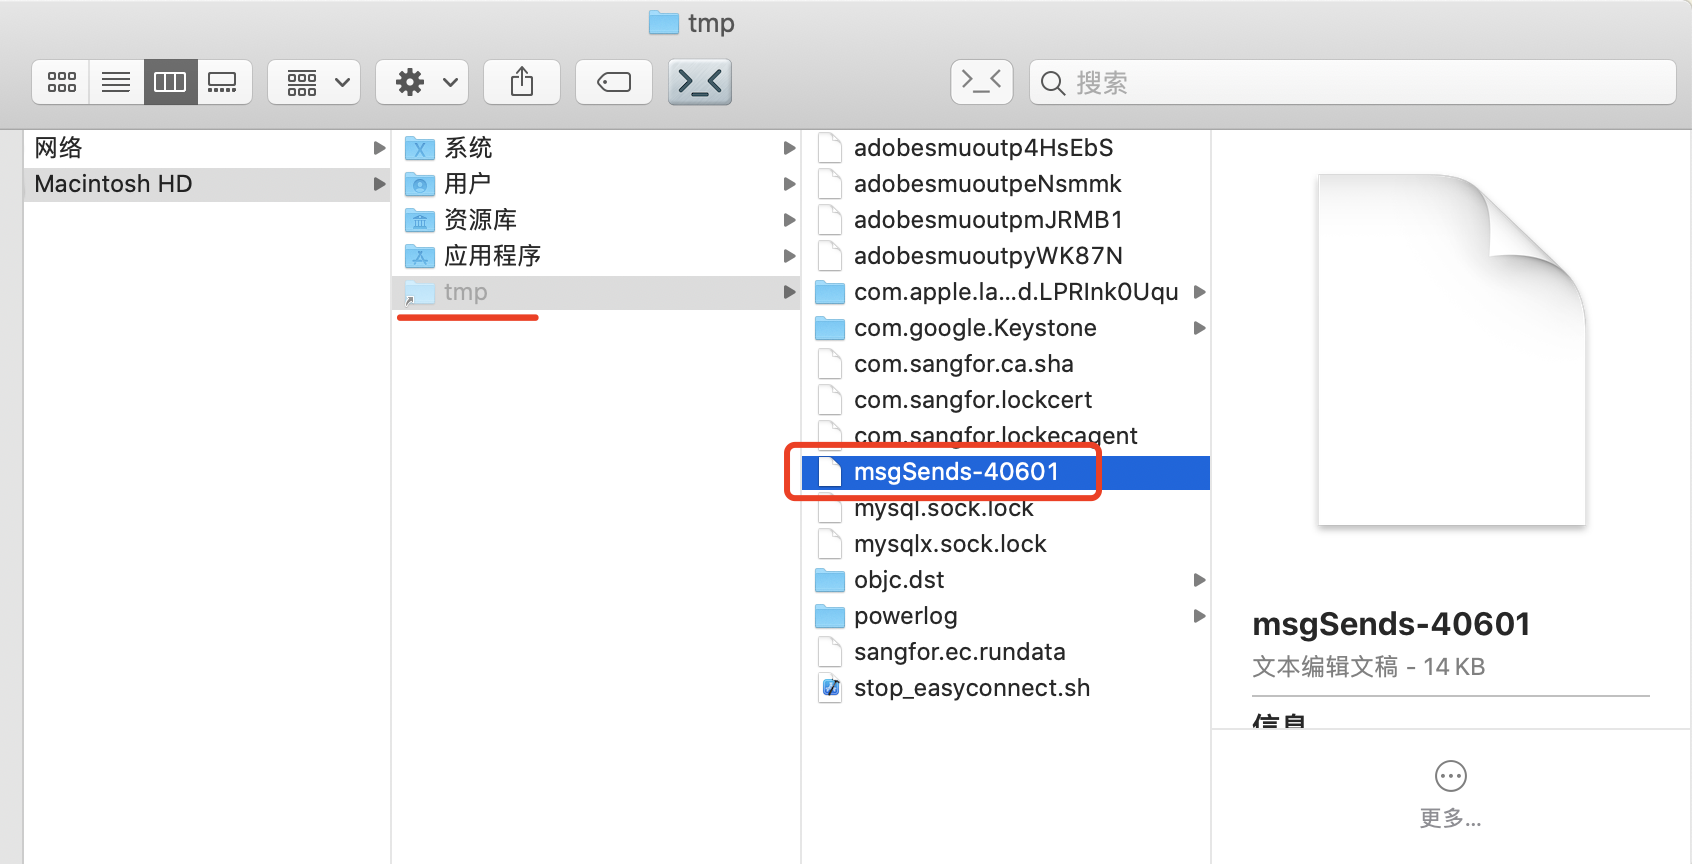 tmp
搜索
网络
Macintosh HD
系统
用户
资源库
应用程序
tmp
adobesmuoutp4HsEbS
adobesmuoutpeNsmmk
adobesmuoutpmJRMB1
adobesmuoutpyWK87N
com.apple.la...d.LPRInk0Uqu
com.google.Keystone
com.sangfor.ca.sha
com.sangfor.lockcert
com.sangfor.lockecagent
msgSends-40601
mysql.sock.lock
mysqlx.sock.lock
objc.dst
powerlog
sangfor.ec.rundata
stop_easyconnect.sh
msgSends-40601
文本编辑文稿 - 14 KB
信息
更多...